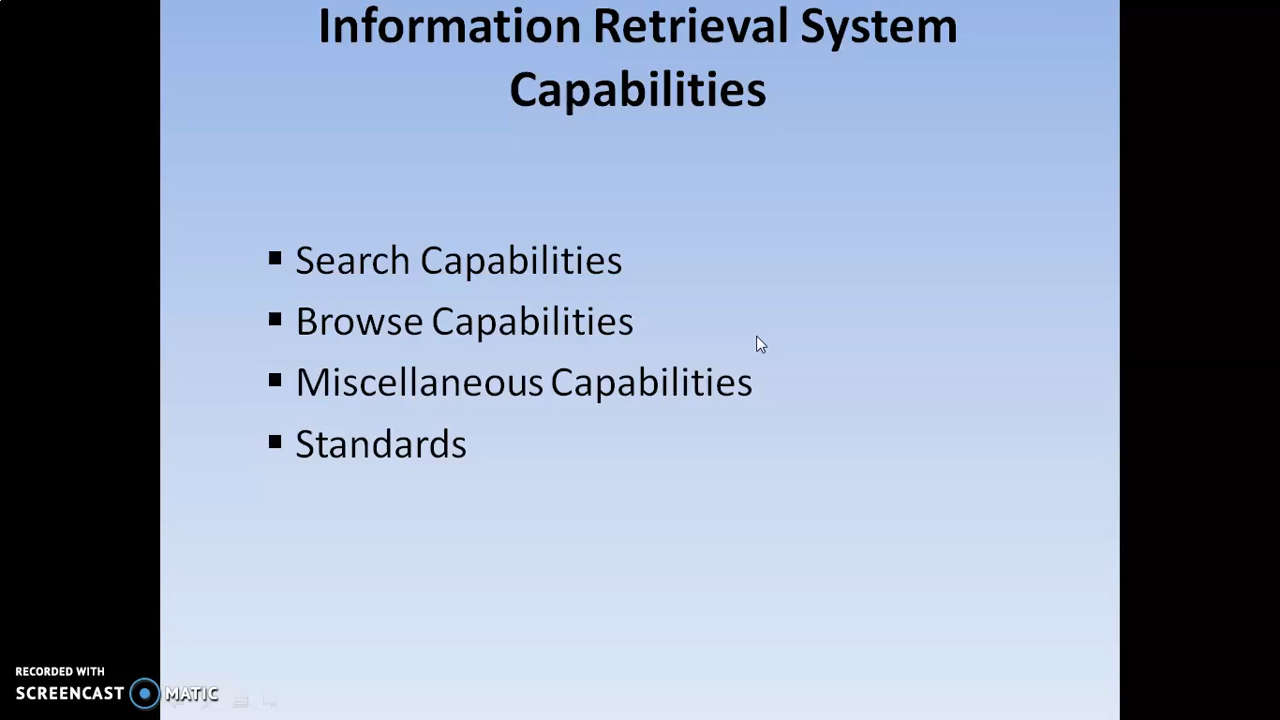 Information Retrieval System
Capabilities
Search Capabilities
Browse Capabilities
Miscellaneous Capabilities
Standards
RECORDED WITH
SCREENCAST MATIC